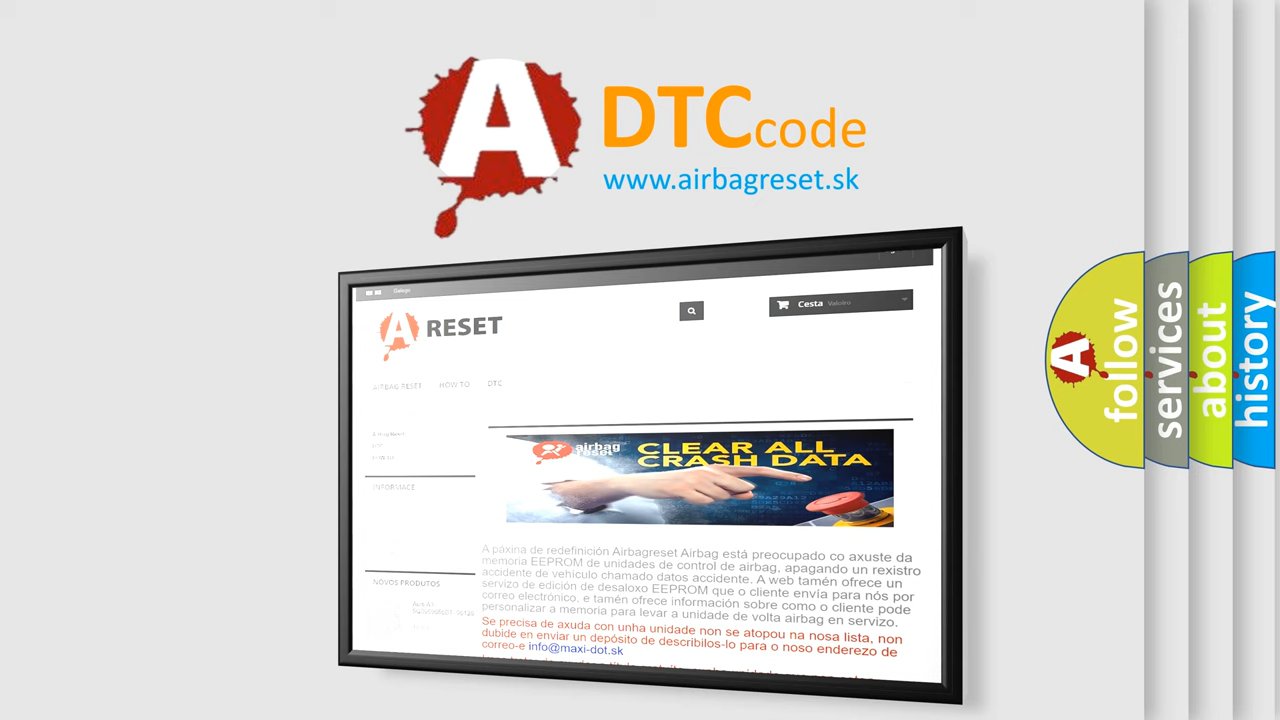 A DTCcode
www.airbagreset.sk
Galego
A RESET
Cesta Valeiro
AIRBAG RESET HOW TO DTC
INFORMACE
NOVOS PRODUTOS
airbag
reset
CLEAR ALL
CRASH DATA
A páxina de redefinición Airbagreset Airbag está preocupado co axuste da
memoria EEPROM de unidades de control de airbag, apagando un rexistro
accidente de vehículo chamado datos accidente. A web tamén ofrece un
servizo de edición de desaloxo EEPROM que o cliente envía para nós por
correo electrónico, e tamén ofrece información sobre como o cliente pode
personalizar a memoria para levar a unidade de volta airbag en servizo.
Se precisa de axuda con unha unidade non se atopou na nosa lista, non
dubide en enviar un depósito de describilos-lo para o noso enderezo de
correo-e info@maxi-dot.sk
A follow
services
about
history